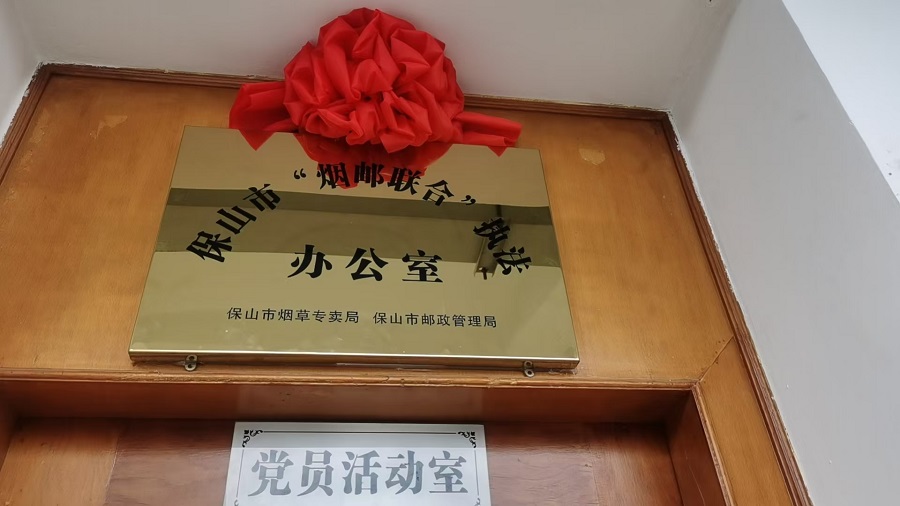 保山市“烟邮联合”执法
办公室
保山市烟草专卖局 保山市邮政管理局
党员活动室